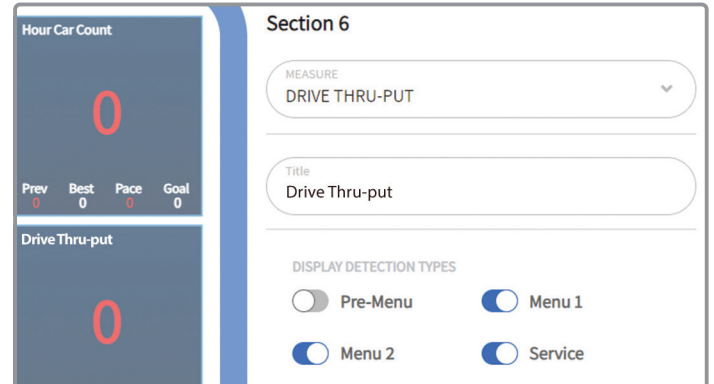 Hour Car Count
0
Prev Best Pace Goal
0 0 0 0
Drive Thru-put
0
Section 6
MEASURE
DRIVE THRU-PUT
Title
Drive Thru-put
DISPLAY DETECTION TYPES
Pre-Menu Menu 1
Menu 2 Service